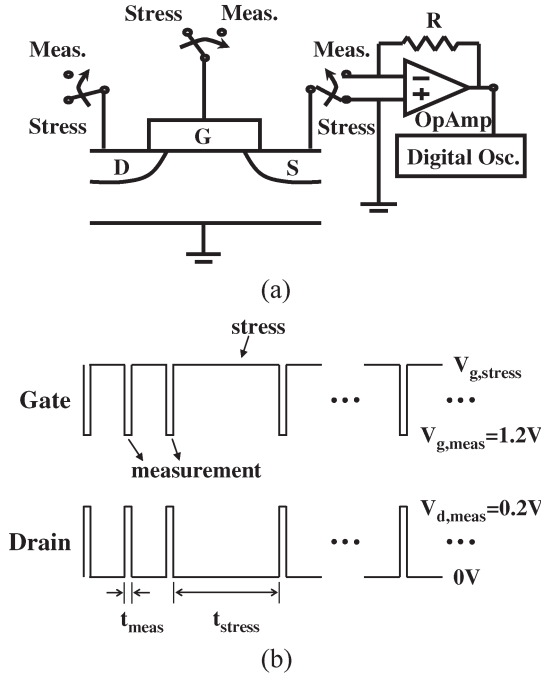 Stress
Meas.
Meas.
Stress
D
G
S
Meas.
Stress
R
−
+
OpAmp
Digital Osc.
(a)
stress
Gate
V_g,stress
... ...
V_g,meas=1.2V
measurement
Drain
V_d,meas=0.2V
... ...
0V
t_meas
t_stress
(b)